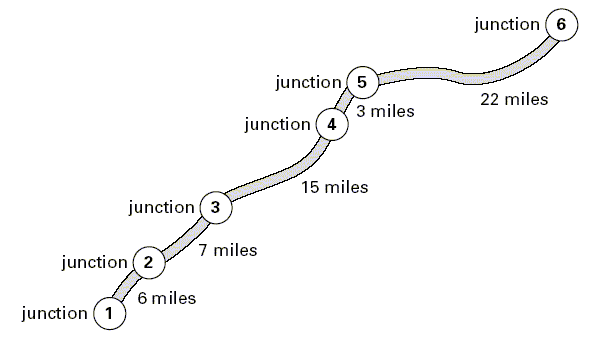 junction 6
junction 5
22 miles
3 miles
junction 4
15 miles
junction 3
7 miles
junction 2
6 miles
junction 1